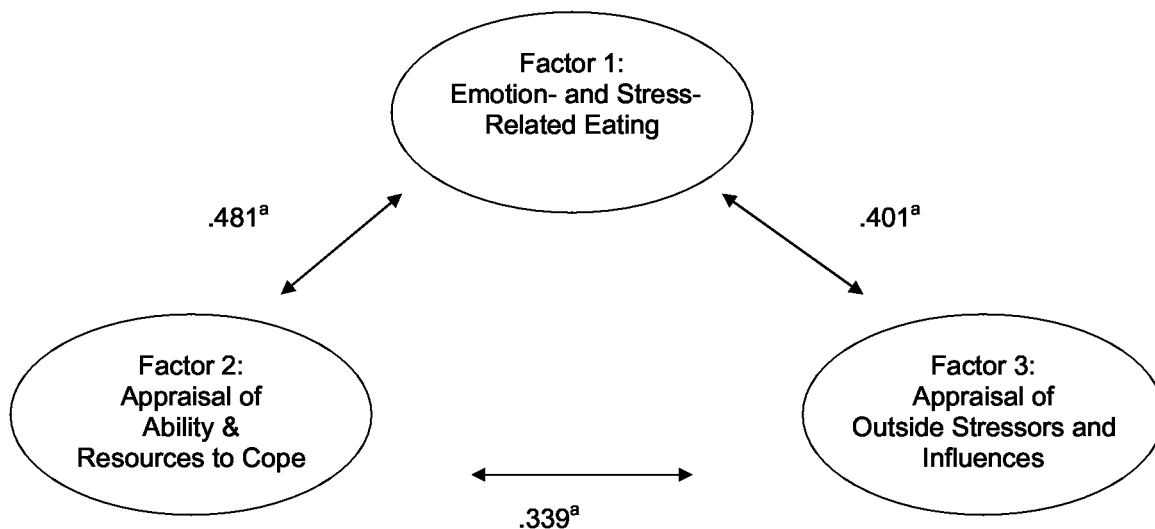 Factor 1:
Emotion- and Stress-
Related Eating
.481ᵃ
.401ᵃ
Factor 2:
Appraisal of
Ability &
Resources to Cope
Factor 3:
Appraisal of
Outside Stressors and
Influences
.339ᵃ